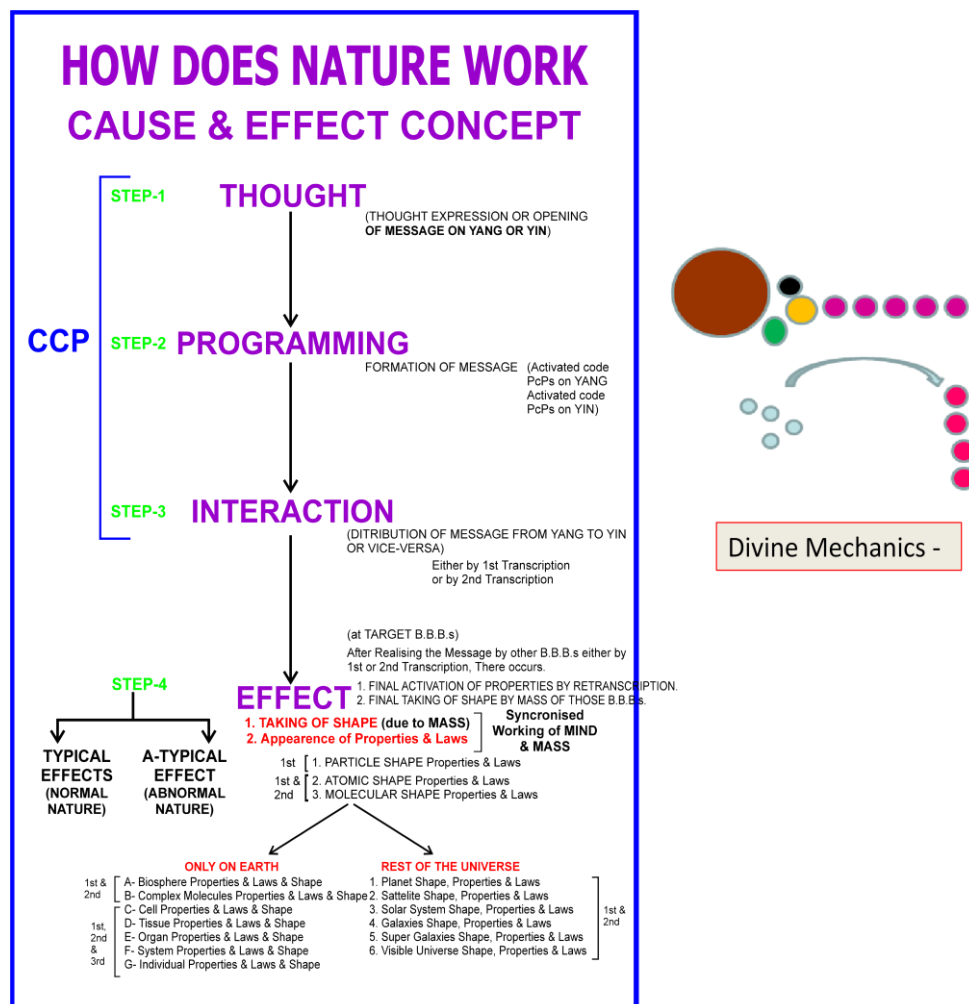 HOW DOES NATURE WORK
CAUSE & EFFECT CONCEPT
STEP-1
THOUGHT
(THOUGHT EXPRESSION OR OPENING
OF MESSAGE ON YANG OR YIN)
CCP
STEP-2
PROGRAMMING
FORMATION OF MESSAGE (Activated code
PcPs on YANG
Activated code
PcPs on YIN)
STEP-3
INTERACTION
(DITRIBUTION OF MESSAGE FROM YANG TO YIN
OR VICE-VERSA)
Either by 1st Transcription
or by 2nd Transcription
(at TARGET B.B.B.s)
After Realising the Message by other B.B.B.s either by
1st or 2nd Transcription, There occurs.
STEP-4
EFFECT
1. FINAL ACTIVATION OF PROPERTIES BY RETRANSCRIPTION.
2. FINAL TAKING OF SHAPE BY MASS OF THOSE B.B.B.s.
1. TAKING OF SHAPE (due to MASS)
2. Appearence of Properties & Laws
Syncronised
Working of MIND
& MASS
TYPICAL
EFFECTS
(NORMAL
NATURE)
A-TYPICAL
EFFECT
(ABNORMAL
NATURE)
1st
1. PARTICLE SHAPE Properties & Laws
1st &
2nd
2. ATOMIC SHAPE Properties & Laws
3. MOLECULAR SHAPE Properties & Laws
ONLY ON EARTH
1st &
2nd
A- Biosphere Properties & Laws & Shape
B- Complex Molecules Properties & Laws & Shape
1st,
2nd
&
3rd
C- Cell Properties & Laws & Shape
D- Tissue Properties & Laws & Shape
E- Organ Properties & Laws & Shape
F- System Properties & Laws & Shape
G- Individual Properties & Laws & Shape
REST OF THE UNIVERSE
1. Planet Shape, Properties & Laws
2. Sattelite Shape, Properties & Laws
3. Solar System Shape, Properties & Laws
4. Galaxies Shape, Properties & Laws
5. Super Galaxies Shape, Properties & Laws
6. Visible Universe Shape, Properties & Laws
1st &
2nd
Divine Mechanics -